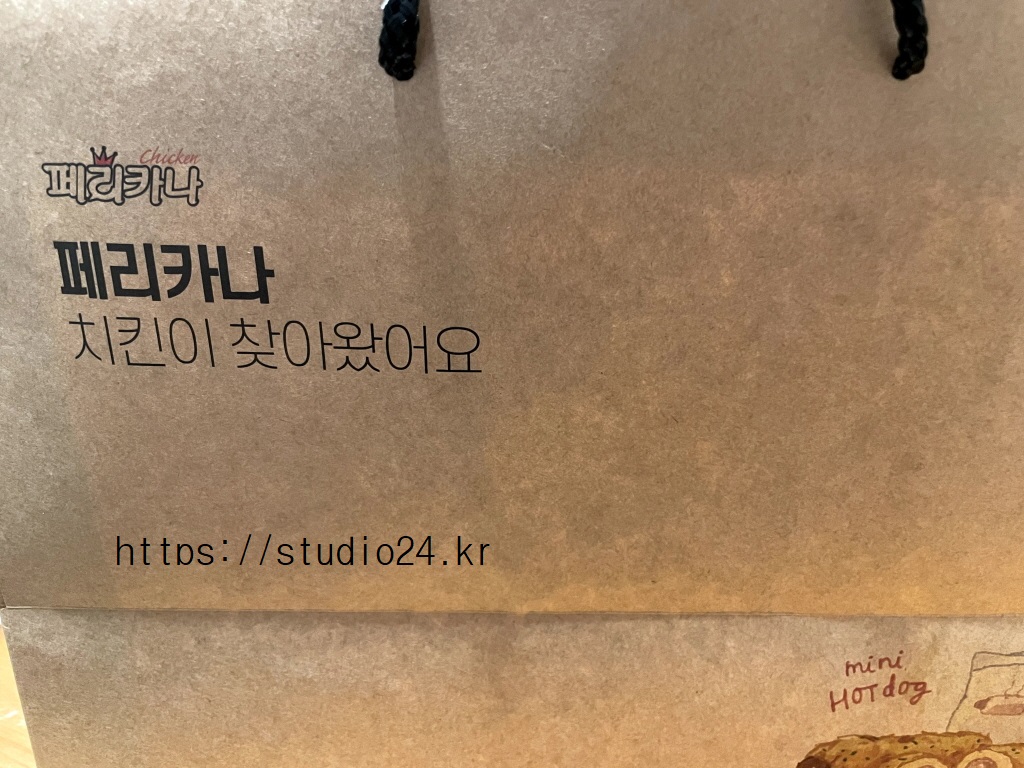 Chicken
페리카나
페리카나
치킨이 찾아왔어요
https://studio24.kr
mini
HOTdog